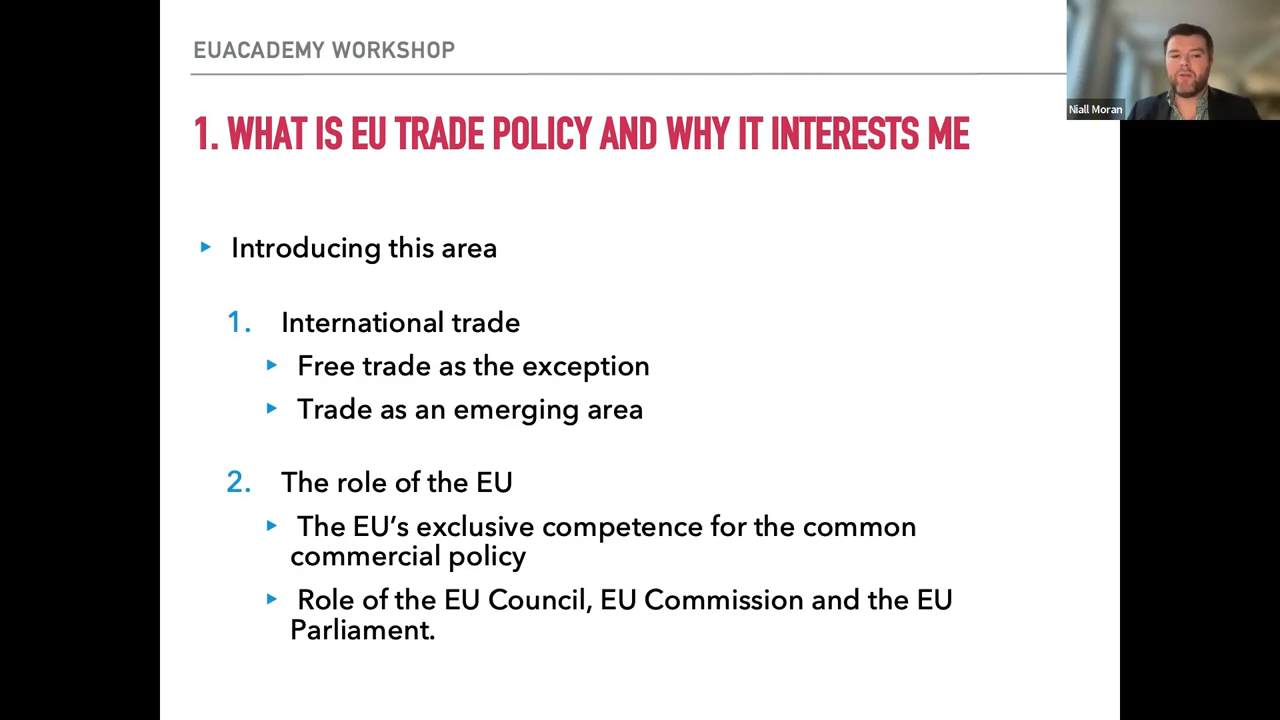 EUACADEMY WORKSHOP
Niall Moran
1. WHAT IS EU TRADE POLICY AND WHY IT INTERESTS ME
Introducing this area
1. International trade
Free trade as the exception
Trade as an emerging area
2. The role of the EU
The EU’s exclusive competence for the common
commercial policy
Role of the EU Council, EU Commission and the EU
Parliament.